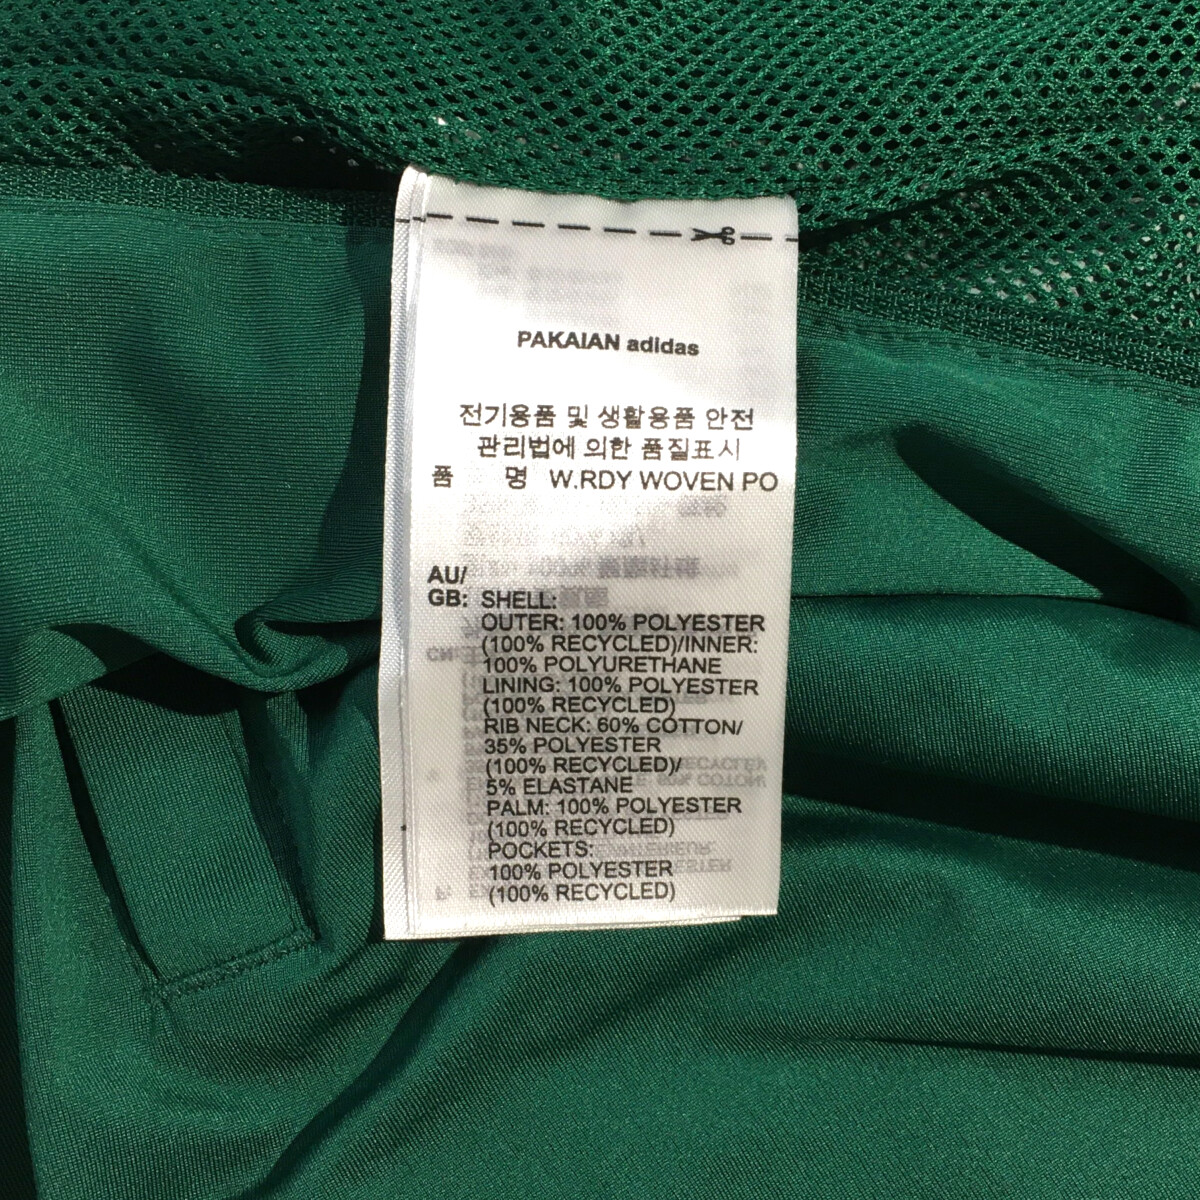 PAKAIAN adidas
전기용품 및 생활용품 안전
관리법에 의한 품질표시
품 명 W.RDY WOVEN PO
AU/
GB: SHELL:
OUTER: 100% POLYESTER
(100% RECYCLED)/INNER:
100% POLYURETHANE
LINING: 100% POLYESTER
(100% RECYCLED)
RIB NECK: 60% COTTON/
35% POLYESTER
(100% RECYCLED)/
5% ELASTANE
PALM: 100% POLYESTER
(100% RECYCLED)
POCKETS:
100% POLYESTER
(100% RECYCLED)